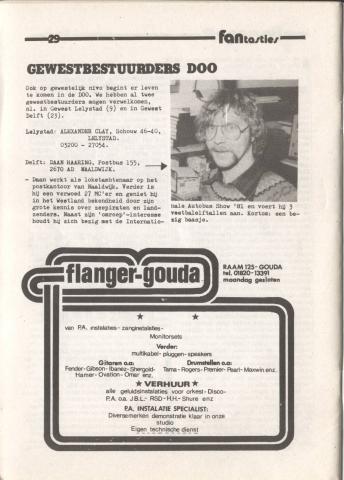 29
fantasties
GEWESTBESTUURDERS DOO
Ook op gewestelijk nivo begint er leven
te komen in de DOO. We hebben al twee
gewestbestuurders mogen verwelkomen,
nl. in Gewest Lelystad (9) en in Gewest
Delft (23).
Lelystad: ALEXANDER CLAY, Schouw 46-40,
LELYSTAD.
03200 - 27054.
Delft: DAAN HAARING, Postbus 155,
2670 AD NAALDWIJK.
- Daan werkt als loketambtenaar op het
postkantoor van Naaldwijk. Verder is
hij een verwoed 27 MC'er en geniet hij
in het Westland bekendheid door zijn
grote kennis over zeepiraten en land-
zenders. Naast zijn 'omroep'-interesse
houdt hij zich bezig met de Internatio-
nale Autobus Show '81 en voert hij 3
voetbalelftallen aan. Kortom: een be-
zig baasje.
flanger-gouda
RAAM 125 - GOUDA
tel. 01820-13391
maandag gesloten
★ ★
van P.A. instalaties - zanginstalaties -
Monitorsets
Verder:
multikabel - pluggen - speakers
Gitaren o.a:
Fender - Gibson - Ibanez - Shergold -
Hamer - Ovation - Omar enz.
Drumstellen o.a:
Tama - Rogers - Premier - Pearl - Maxwin enz.
★ VERHUUR ★
alle geluidsinstalaties voor orkest - Disco -
P.A. o.a. J.B.L. - RSD - H.H. - Shure enz
P.A. INSTALATIE SPECIALIST:
Diversemerken demonstratie klaar in onze
studio
Eigen technische dienst